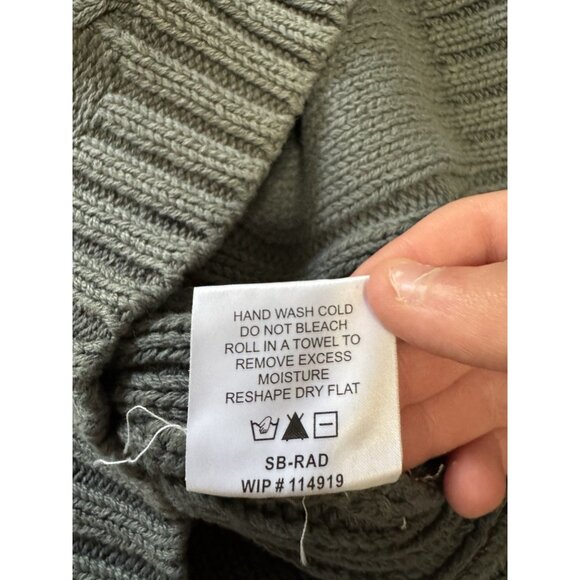 HAND WASH COLD
DO NOT BLEACH
ROLL IN A TOWEL TO
REMOVE EXCESS
MOISTURE
RESHAPE DRY FLAT
SB-RAD
WIP # 114919